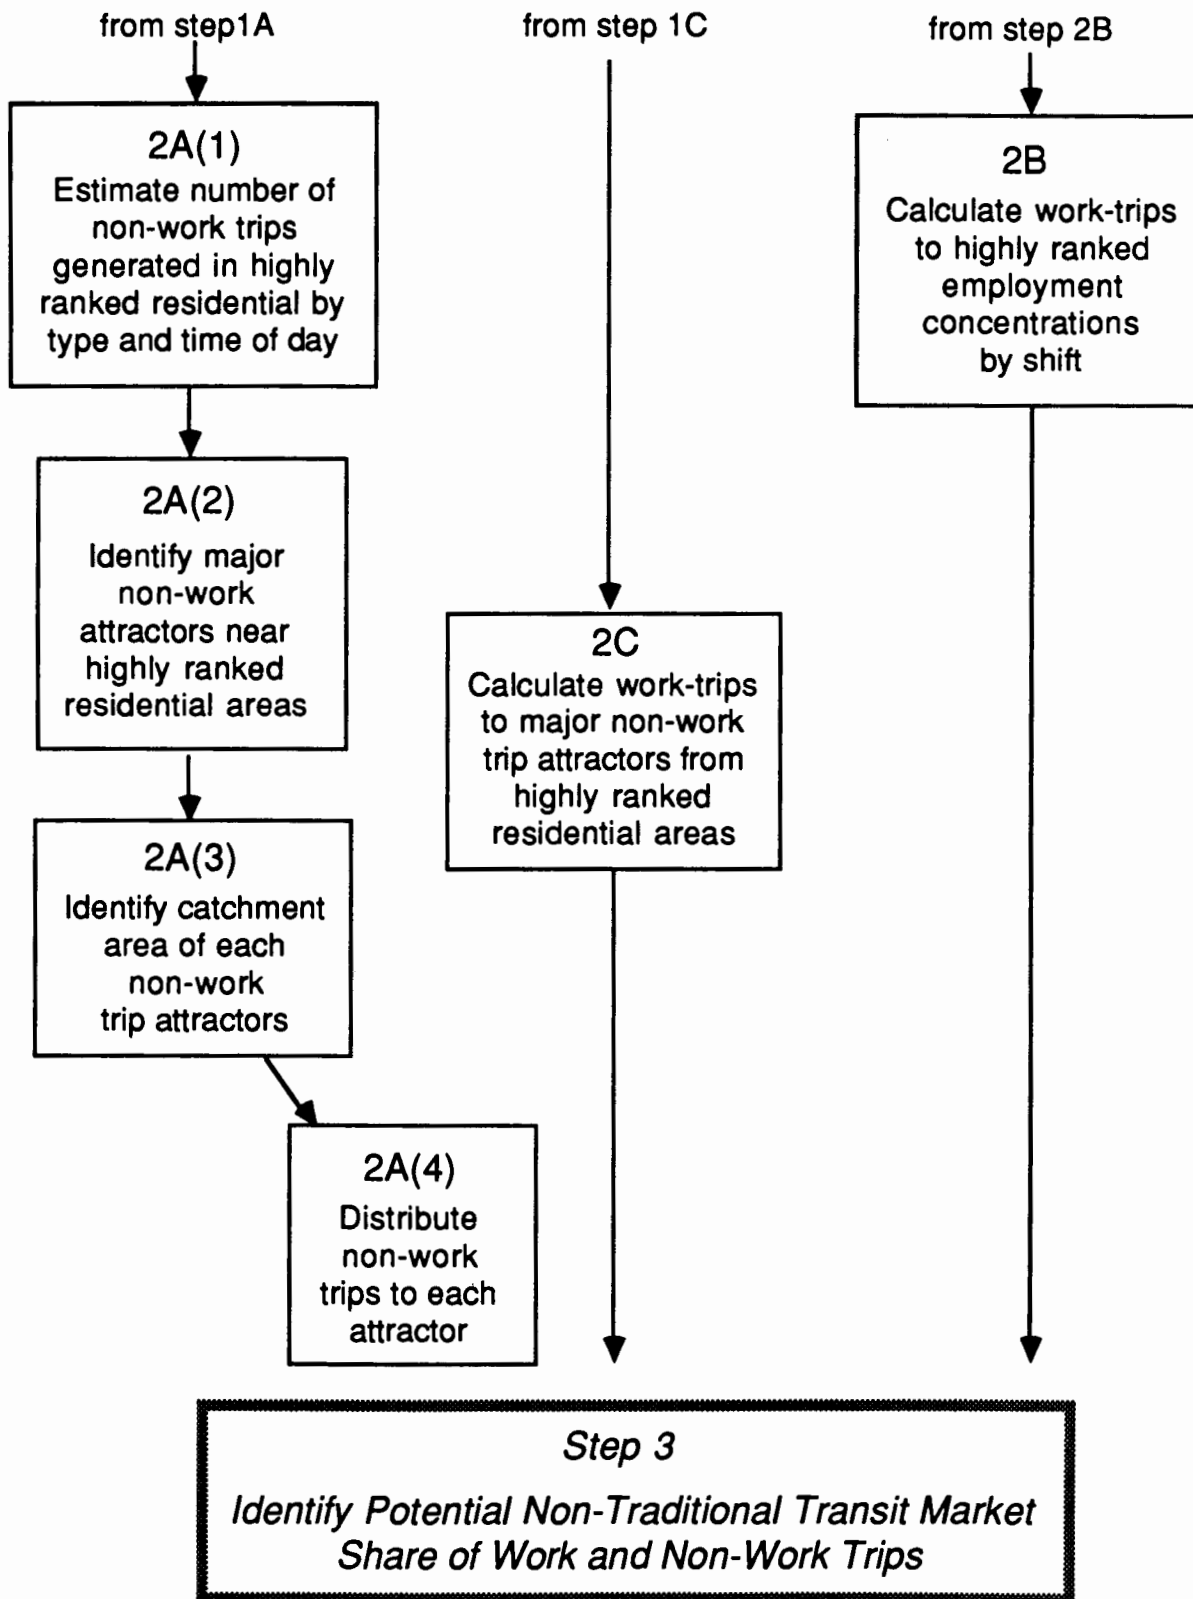 from step1A
from step 1C
from step 2B
2A(1)
Estimate number of
non-work trips
generated in highly
ranked residential by
type and time of day
2B
Calculate work-trips
to highly ranked
employment
concentrations
by shift
2A(2)
Identify major
non-work
attractors near
highly ranked
residential areas
2C
Calculate work-trips
to major non-work
trip attractors from
highly ranked
residential areas
2A(3)
Identify catchment
area of each
non-work
trip attractors
2A(4)
Distribute
non-work
trips to each
attractor
Step 3
Identify Potential Non-Traditional Transit Market
Share of Work and Non-Work Trips